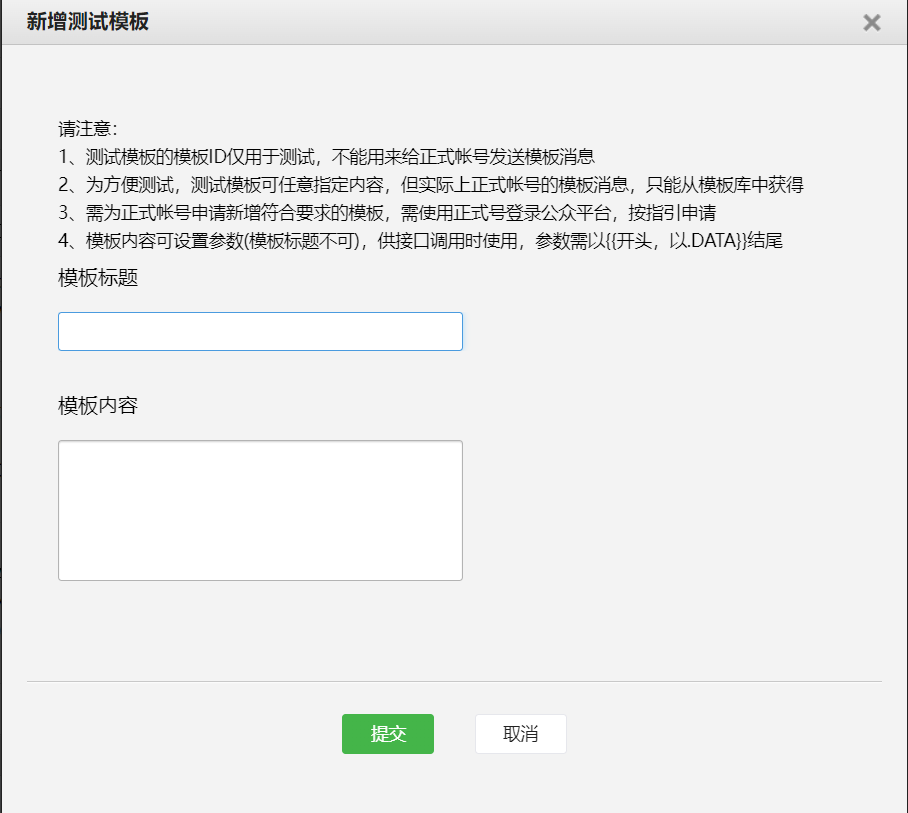 新增测试模板
请注意：
1、测试模板的模板ID仅用于测试，不能用来给正式帐号发送模板消息
2、为方便测试，测试模板可任意指定内容，但实际上正式帐号的模板消息，只能从模板库中获得
3、需为正式帐号申请新增符合要求的模板，需使用正式号登录公众平台，按指引申请
4、模板内容可设置参数(模板标题不可)，供接口调用时使用，参数需以{{开头，以.DATA}}结尾
模板标题
模板内容
提交
取消